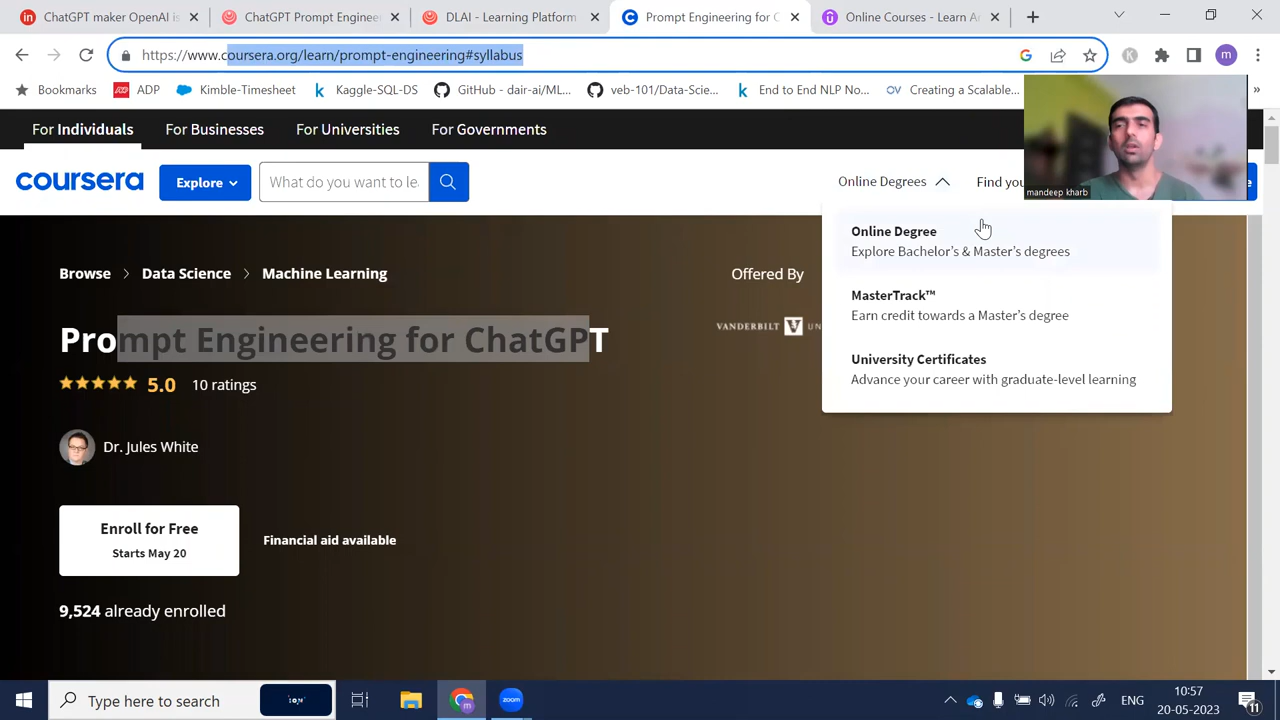 ChatGPT maker OpenAI is
ChatGPT Prompt Enginee
DLAI - Learning Platform
Prompt Engineering for C
Online Courses - Learn A
https://www.coursera.org/learn/prompt-engineering#syllabus
Bookmarks
ADP
Kimble-Timesheet
Kaggle-SQL-DS
GitHub - dair-ai/ML...
veb-101/Data-Scie...
End to End NLP No...
Creating a Scalable...
For Individuals
For Businesses
For Universities
For Governments
coursera
Explore
What do you want to le
Online Degrees
Find you
e
mandeep kharb
Online Degree
Explore Bachelor's & Master's degrees
MasterTrack™
Earn credit towards a Master's degree
University Certificates
Advance your career with graduate-level learning
Browse > Data Science > Machine Learning
Offered By
VANDERBILT V UN
Prompt Engineering for ChatGPT
5.0 10 ratings
Dr. Jules White
Enroll for Free
Starts May 20
Financial aid available
9,524 already enrolled
Type here to search
zoom
ENG
10:57
20-05-2023
11